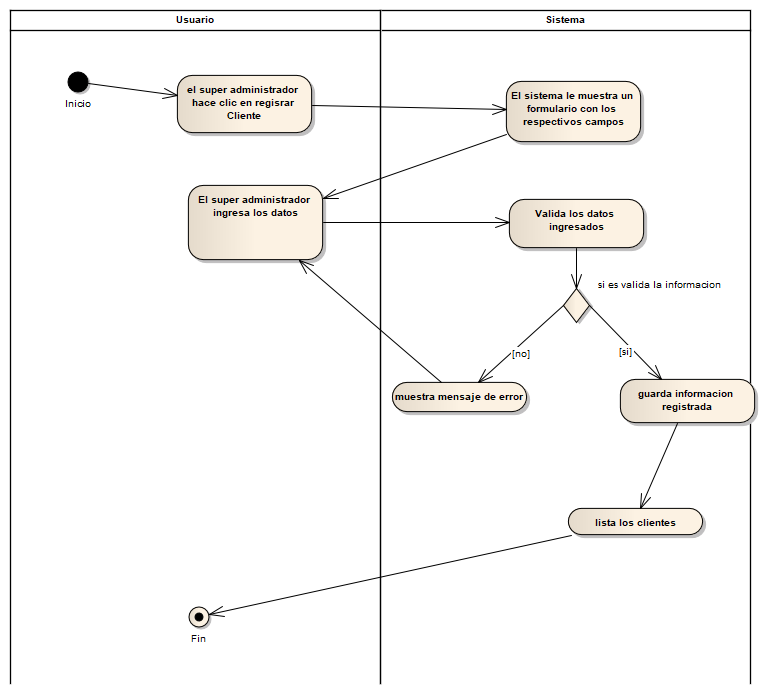 Usuario
Sistema
Inicio
el super administrador
hace clic en regisrar
Cliente
El sistema le muestra un
formulario con los
respectivos campos
El super administrador
ingresa los datos
Valida los datos
ingresados
si es valida la informacion
[no]
[si]
muestra mensaje de error
guarda informacion
registrada
lista los clientes
Fin